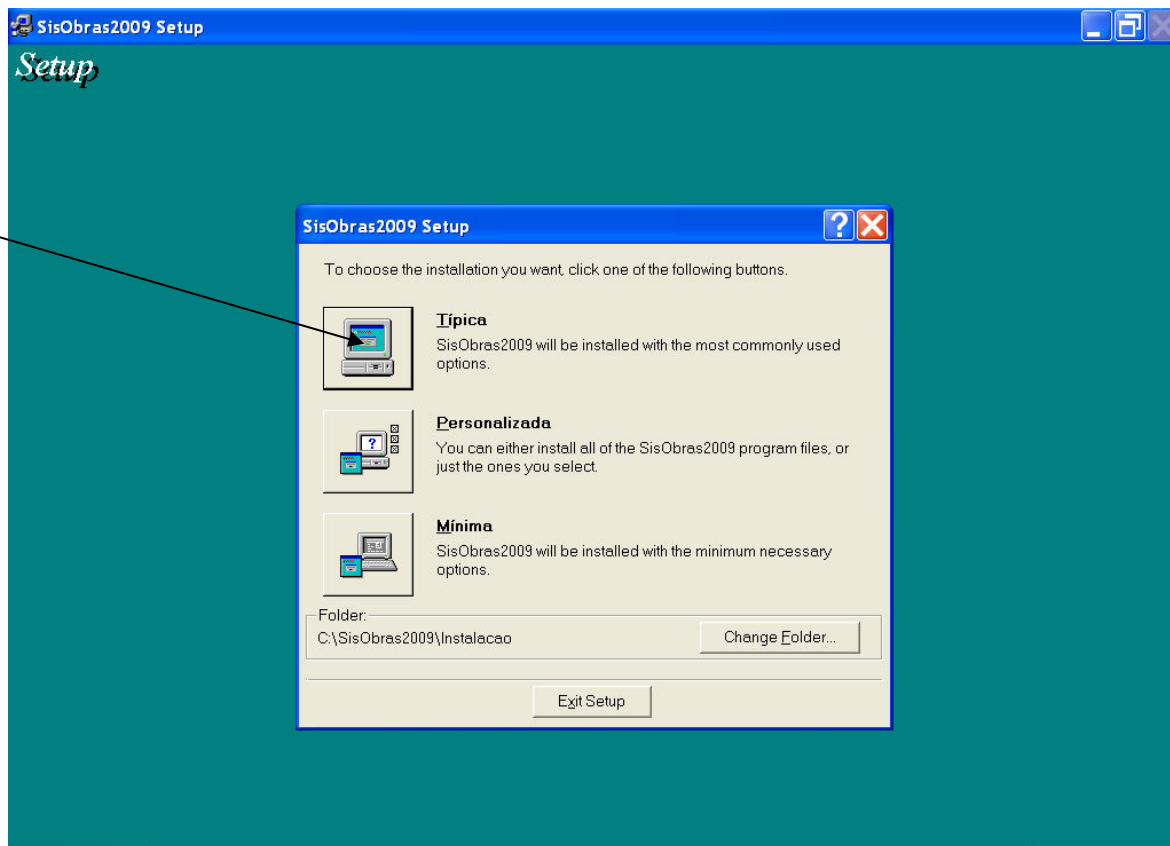 SisObras2009 Setup
Setup
SisObras2009 Setup
To choose the installation you want, click one of the following buttons.
Típica
SisObras2009 will be installed with the most commonly used
options.
Personalizada
You can either install all of the SisObras2009 program files, or
just the ones you select.
Mínima
SisObras2009 will be installed with the minimum necessary
options.
Folder:
C:\SisObras2009\Instalacao
Change Folder...
Exit Setup